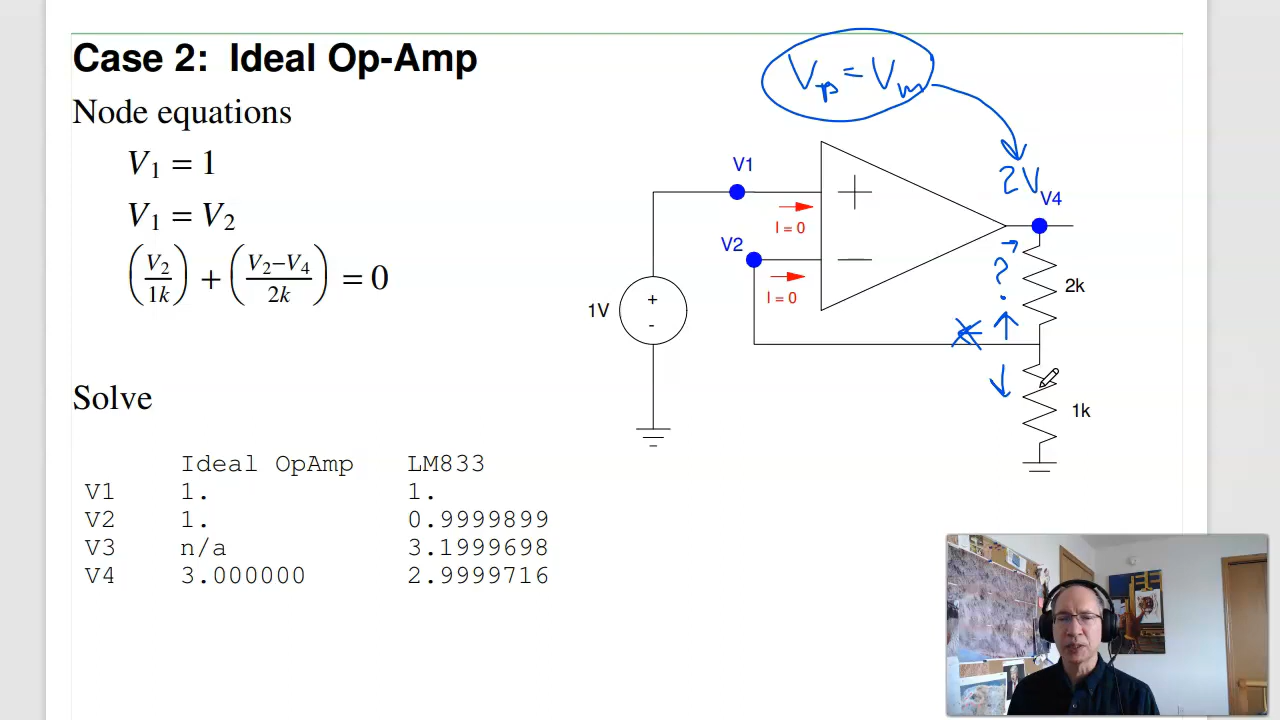 Case 2: Ideal Op-Amp
Node equations
V₁ = 1
V₁ = V₂
(V₂/1k) + (V₂−V₄/2k) = 0
Solve
Ideal OpAmp LM833
V1 1. 1.
V2 1. 0.9999899
V3 n/a 3.1999698
V4 3.000000 2.9999716
Vp = Vm
2V
V1
V4
I = 0
V2
?
2k
I = 0
1V
+
-
+
—
1k